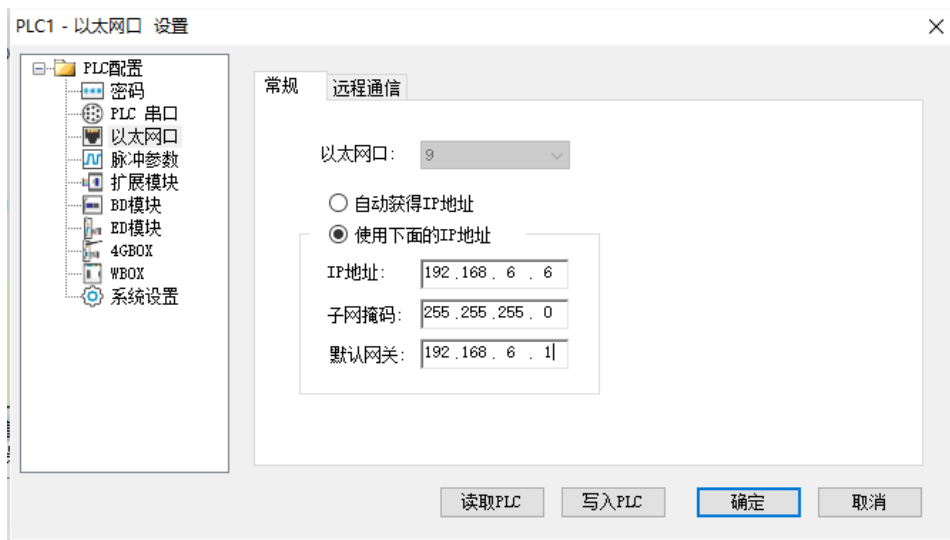 PLC1 - 以太网口 设置
PLC配置
密码
PLC 串口
以太网口
脉冲参数
扩展模块
BD模块
ED模块
4GBOX
WBOX
系统设置
常规
远程通信
以太网口: 9
自动获得IP地址
使用下面的IP地址
IP地址: 192 .168 . 6 . 6
子网掩码: 255 .255 .255 . 0
默认网关: 192 .168 . 6 . 1
读取PLC 写入PLC 确定 取消